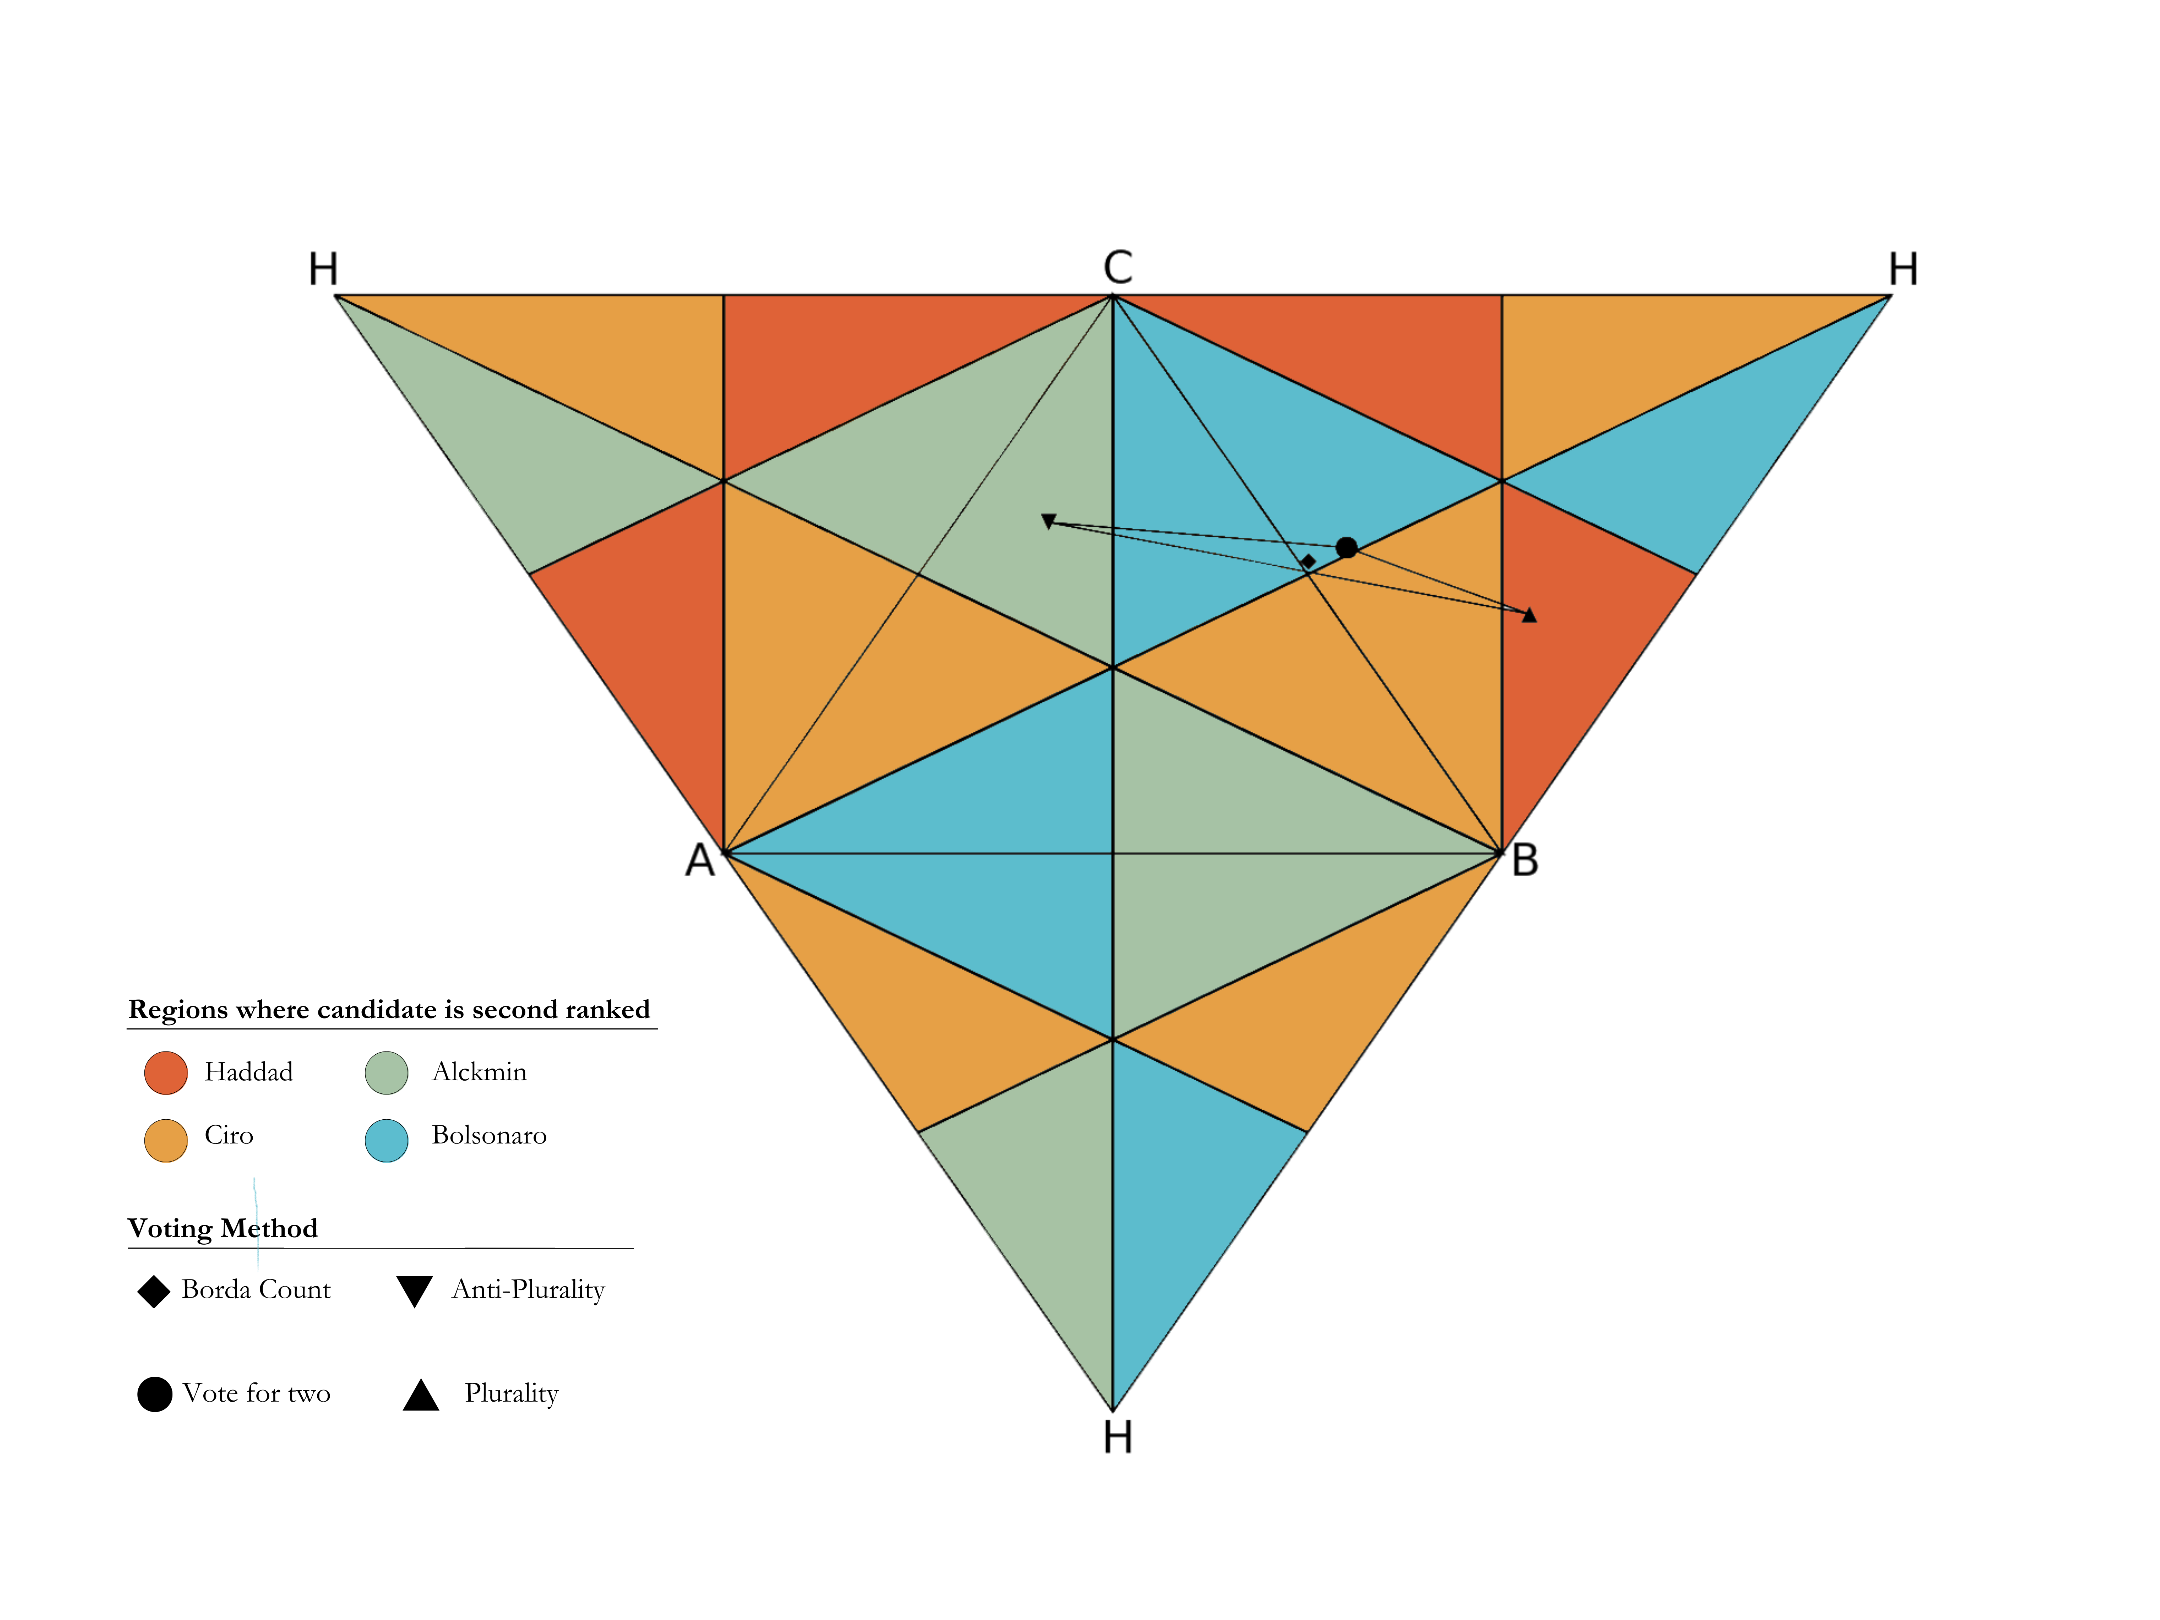 H C H
A B
Regions where candidate is second ranked
Haddad Alckmin
Ciro Bolsonaro
Voting Method
Borda Count Anti-Plurality
Vote for two Plurality
H